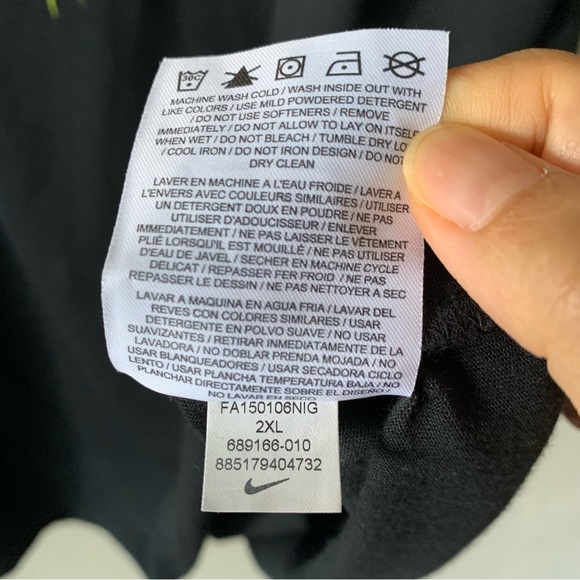 30C
MACHINE WASH COLD / WASH INSIDE OUT WITH
LIKE COLORS / USE MILD POWDERED DETERGENT
/ DO NOT USE SOFTENERS / REMOVE
IMMEDIATELY / DO NOT ALLOW TO LAY ON ITSELF
WHEN WET / DO NOT BLEACH / TUMBLE DRY LO
/ COOL IRON / DO NOT IRON DESIGN / DO NOT
DRY CLEAN
LAVER EN MACHINE A L'EAU FROIDE / LAVER A
L'ENVERS AVEC COULEURS SIMILAIRES / UTILISER
UN DETERGENT DOUX EN POUDRE / NE PAS
UTILISER D'ADOUCISSEUR / ENLEVER
IMMEDIATEMENT / NE PAS LAISSER LE VÊTEMENT
PLIÉ LORSQU'IL EST MOUILLÉ / NE PAS UTILISER
D'EAU DE JAVEL / SECHER EN MACHINE CYCLE
DELICAT / REPASSER FER FROID / NE PAS
REPASSER LE DESSIN / NE PAS NETTOYER A SEC
LAVAR A MAQUINA EN AGUA FRIA / LAVAR DEL
REVES CON COLORES SIMILARES / USAR
DETERGENTE EN POLVO SUAVE / NO USAR
SUAVIZANTES / RETIRAR INMEDIATAMENTE DE LA
LAVADORA / NO DOBLAR PRENDA MOJADA / NO
USAR BLANQUEADORES / USAR SECADORA CICLO
LENTO / USAR PLANCHA TEMPERATURA BAJA / NO
PLANCHAR DIRECTAMENTE SOBRE EL DISEÑO / NO
LAVAR EN SECO
FA150106NIG
2XL
689166-010
885179404732